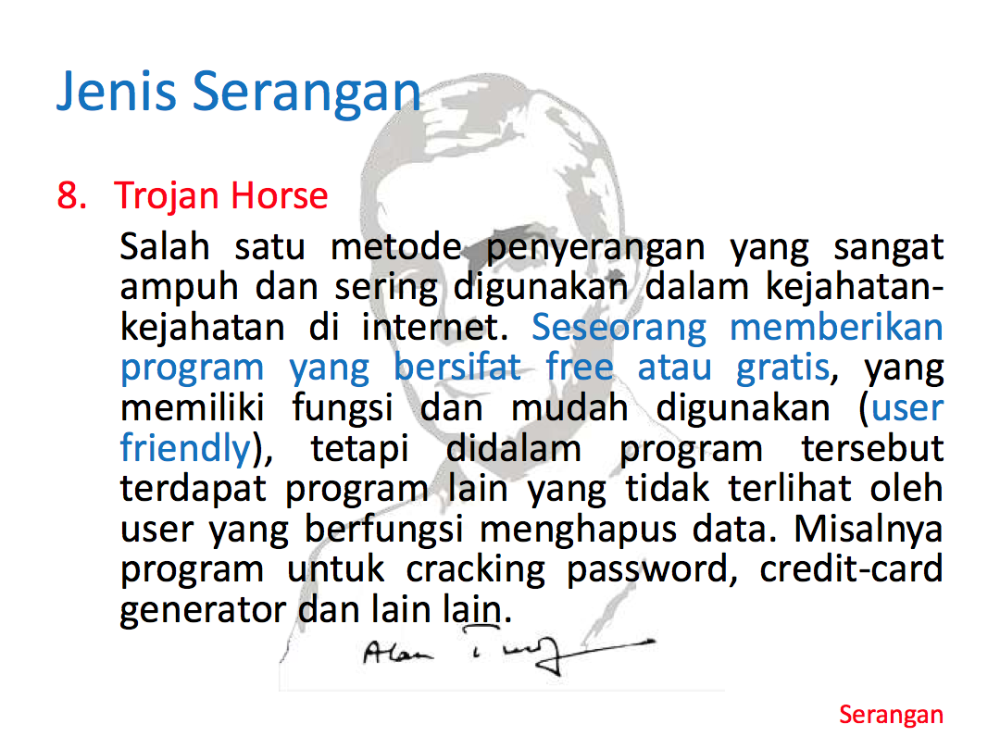 Jenis Serangan
8. Trojan Horse
Salah satu metode penyerangan yang sangat
ampuh dan sering digunakan dalam kejahatan-
kejahatan di internet. Seseorang memberikan
program yang bersifat free atau gratis, yang
memiliki fungsi dan mudah digunakan (user
friendly), tetapi didalam program tersebut
terdapat program lain yang tidak terlihat oleh
user yang berfungsi menghapus data. Misalnya
program untuk cracking password, credit-card
generator dan lain lain.
Alan Turing
Serangan